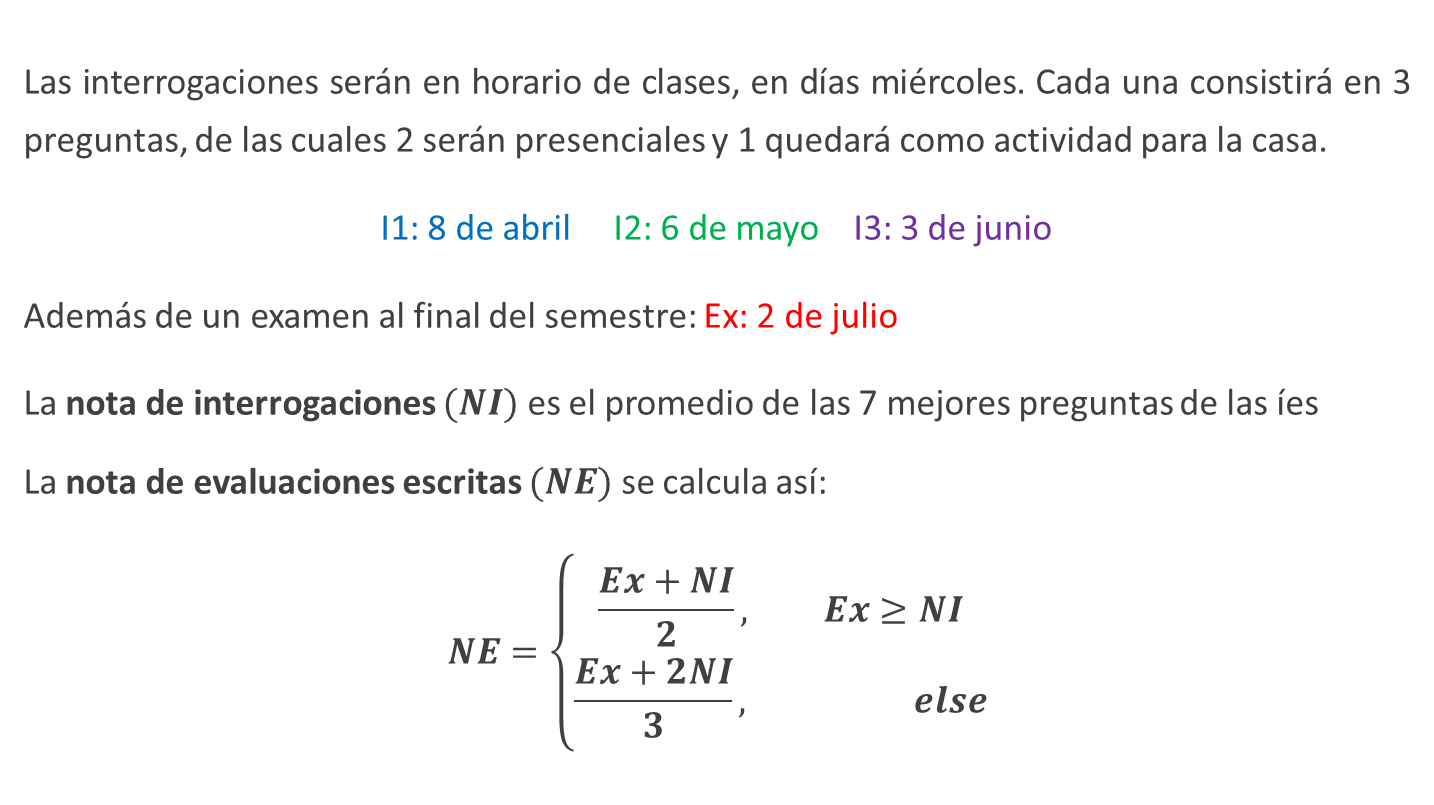 Las interrogaciones serán en horario de clases, en días miércoles. Cada una consistirá en 3
preguntas, de las cuales 2 serán presenciales y 1 quedará como actividad para la casa.
I1: 8 de abril I2: 6 de mayo I3: 3 de junio
Además de un examen al final del semestre: Ex: 2 de julio
La nota de interrogaciones (NI) es el promedio de las 7 mejores preguntas de las íes
La nota de evaluaciones escritas (NE) se calcula así:
NE = { (Ex + NI) / 2, Ex ≥ NI
(Ex + 2NI) / 3, else